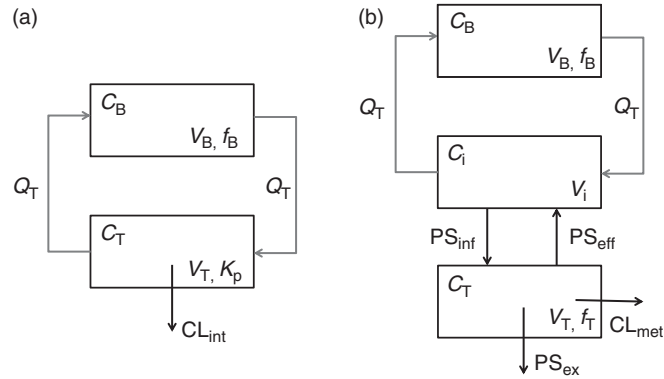 (a)
C_B
V_B, f_B
Q_T
Q_T
C_T
V_T, K_p
CL_int
(b)
C_B
V_B, f_B
Q_T
Q_T
C_i
V_i
PS_inf
PS_eff
C_T
V_T, f_T
CL_met
PS_ex